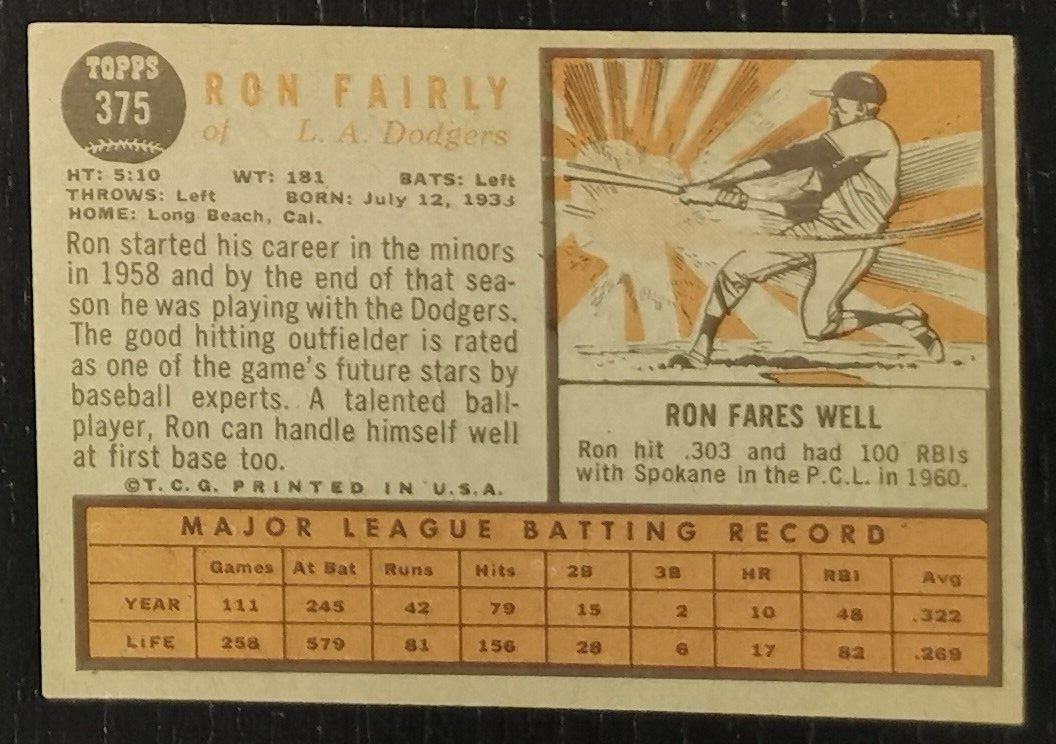 TOPPS
375
RON FAIRLY
of L. A. Dodgers
HT: 5:10 WT: 181 BATS: Left
THROWS: Left BORN: July 12,
HOME: Long Beach, Cal.
Ron started his career in the minors
in 1958 and by the end of that sea-
son he was playing with the Dodgers.
The good hitting outfielder is rated
as one of the game's future stars by
baseball experts. A talented ball-
player, Ron can handle himself well
at first base too.
©T. C. G. PRINTED IN U.S.A.
RON FARES WELL
Ron hit .303 and had 100 RBIs
with Spokane in the P.C.L. in 1960.
MAJOR LEAGUE BATTING RECORD
Games At Bat Runs Hits 2B 3B HR RBI Avg
YEAR 111 245 42 79 15 2 10 48 .322
LIFE 258 579 81 156 28 6 17 82 .269